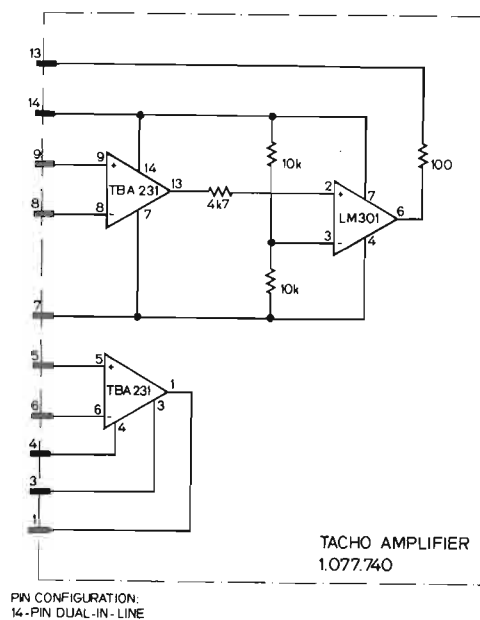 13
14
9 9 + 14
TBA 231 13
8 8 - 7
4k7
10k
2 + 7
LM301 6
3 - 4
100
10k
7
5 5 +
TBA 231 1
6 6 - 4 3
4
3
1
TACHO AMPLIFIER
1.077.740
PIN CONFIGURATION:
14-PIN DUAL-IN-LINE